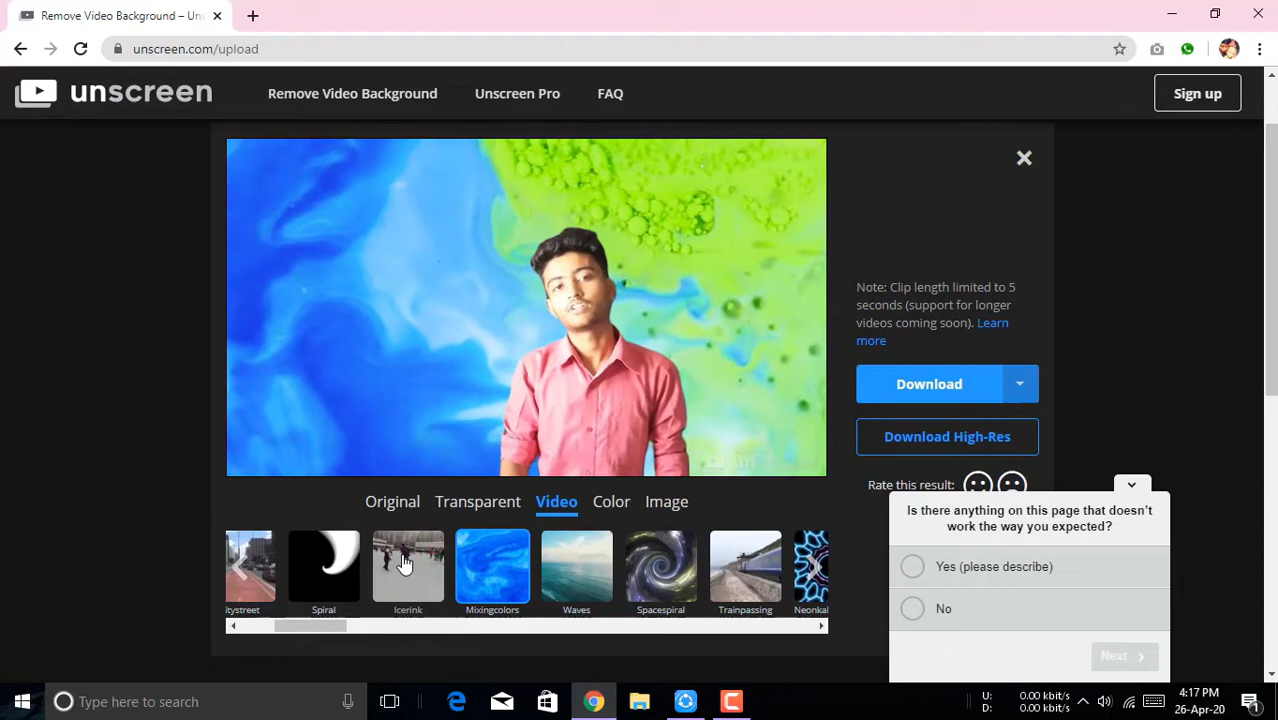 Remove Video Background – Uns
unscreen.com/upload
unscreen
Remove Video Background
Unscreen Pro
FAQ
Sign up
Note: Clip length limited to 5
seconds (support for longer
videos coming soon). Learn
more
Download
Download High-Res
Rate this result:
Original
Transparent
Video
Color
Image
itystreet
Spiral
Icerink
Mixingcolors
Waves
Spacespiral
Trainpassing
Neonkal
Is there anything on this page that doesn't
work the way you expected?
Yes (please describe)
No
Next
Type here to search
U:
D:
0.00 kbit/s
0.00 kbit/s
4:17 PM
26-Apr-20
1